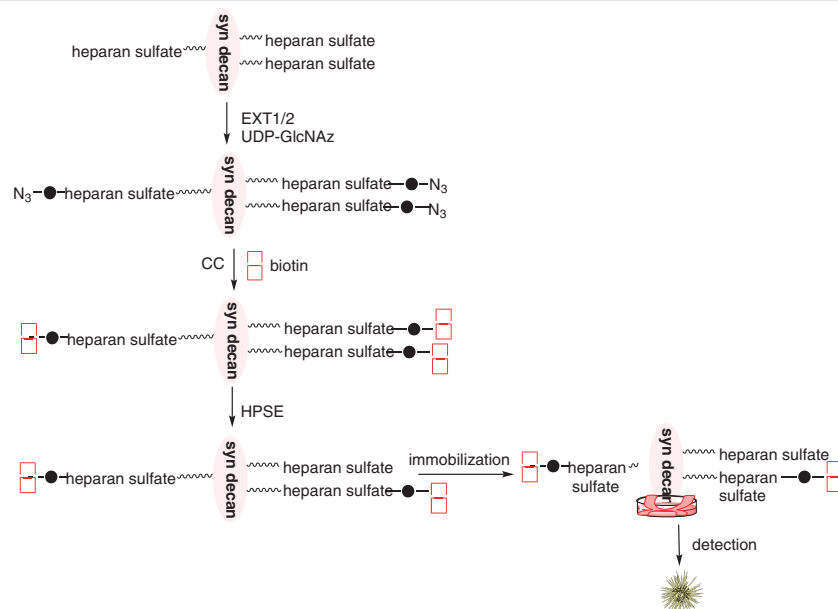 syn decan
heparan sulfate
heparan sulfate
heparan sulfate
EXT1/2
UDP-GlcNAz
syn decan
N3
heparan sulfate
heparan sulfate
N3
heparan sulfate
N3
CC
biotin
syn decan
heparan sulfate
heparan sulfate
heparan sulfate
HPSE
syn decan
heparan sulfate
heparan sulfate
heparan sulfate
immobilization
syn decan
heparan
sulfate
heparan sulfate
heparan
sulfate
detection